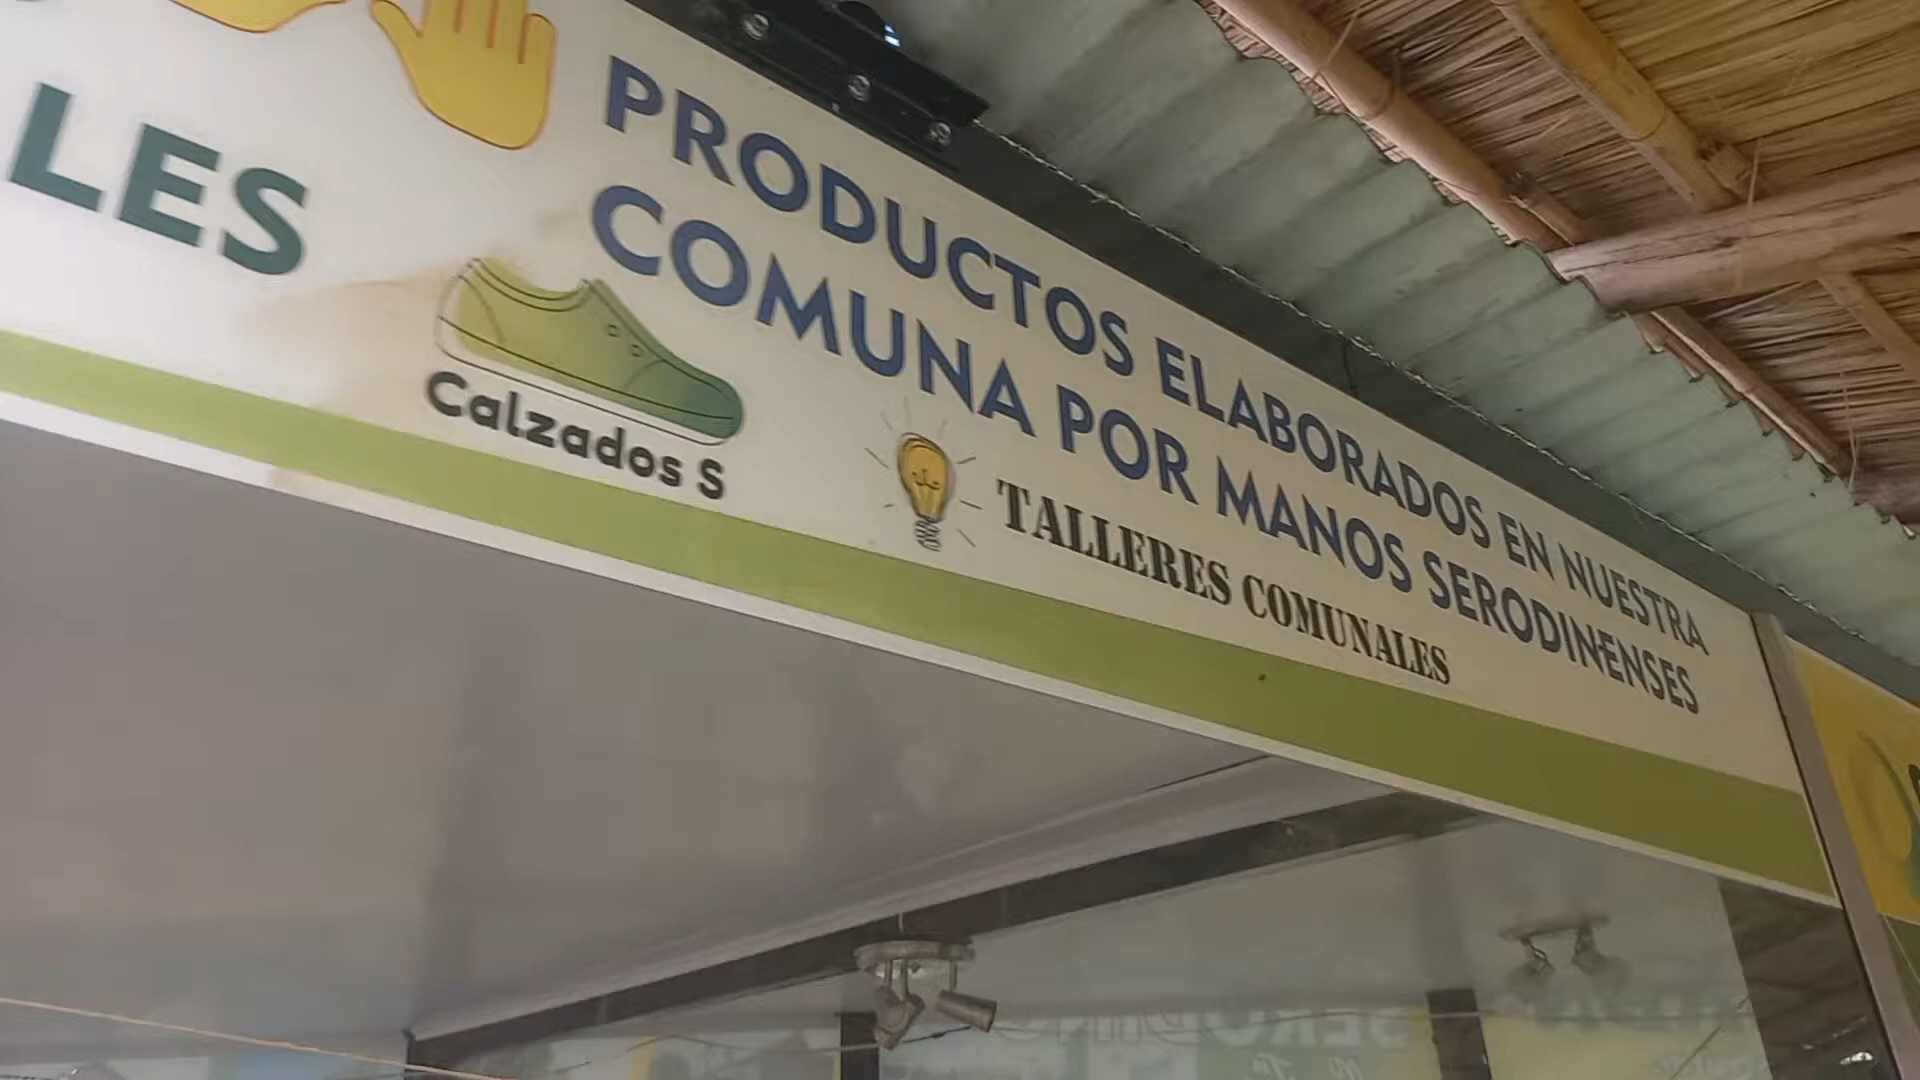 LES
PRODUCTOS ELABORADOS EN NUESTRA
COMUNA POR MANOS SERODINENSES
Calzados S
TALLERES COMUNALES